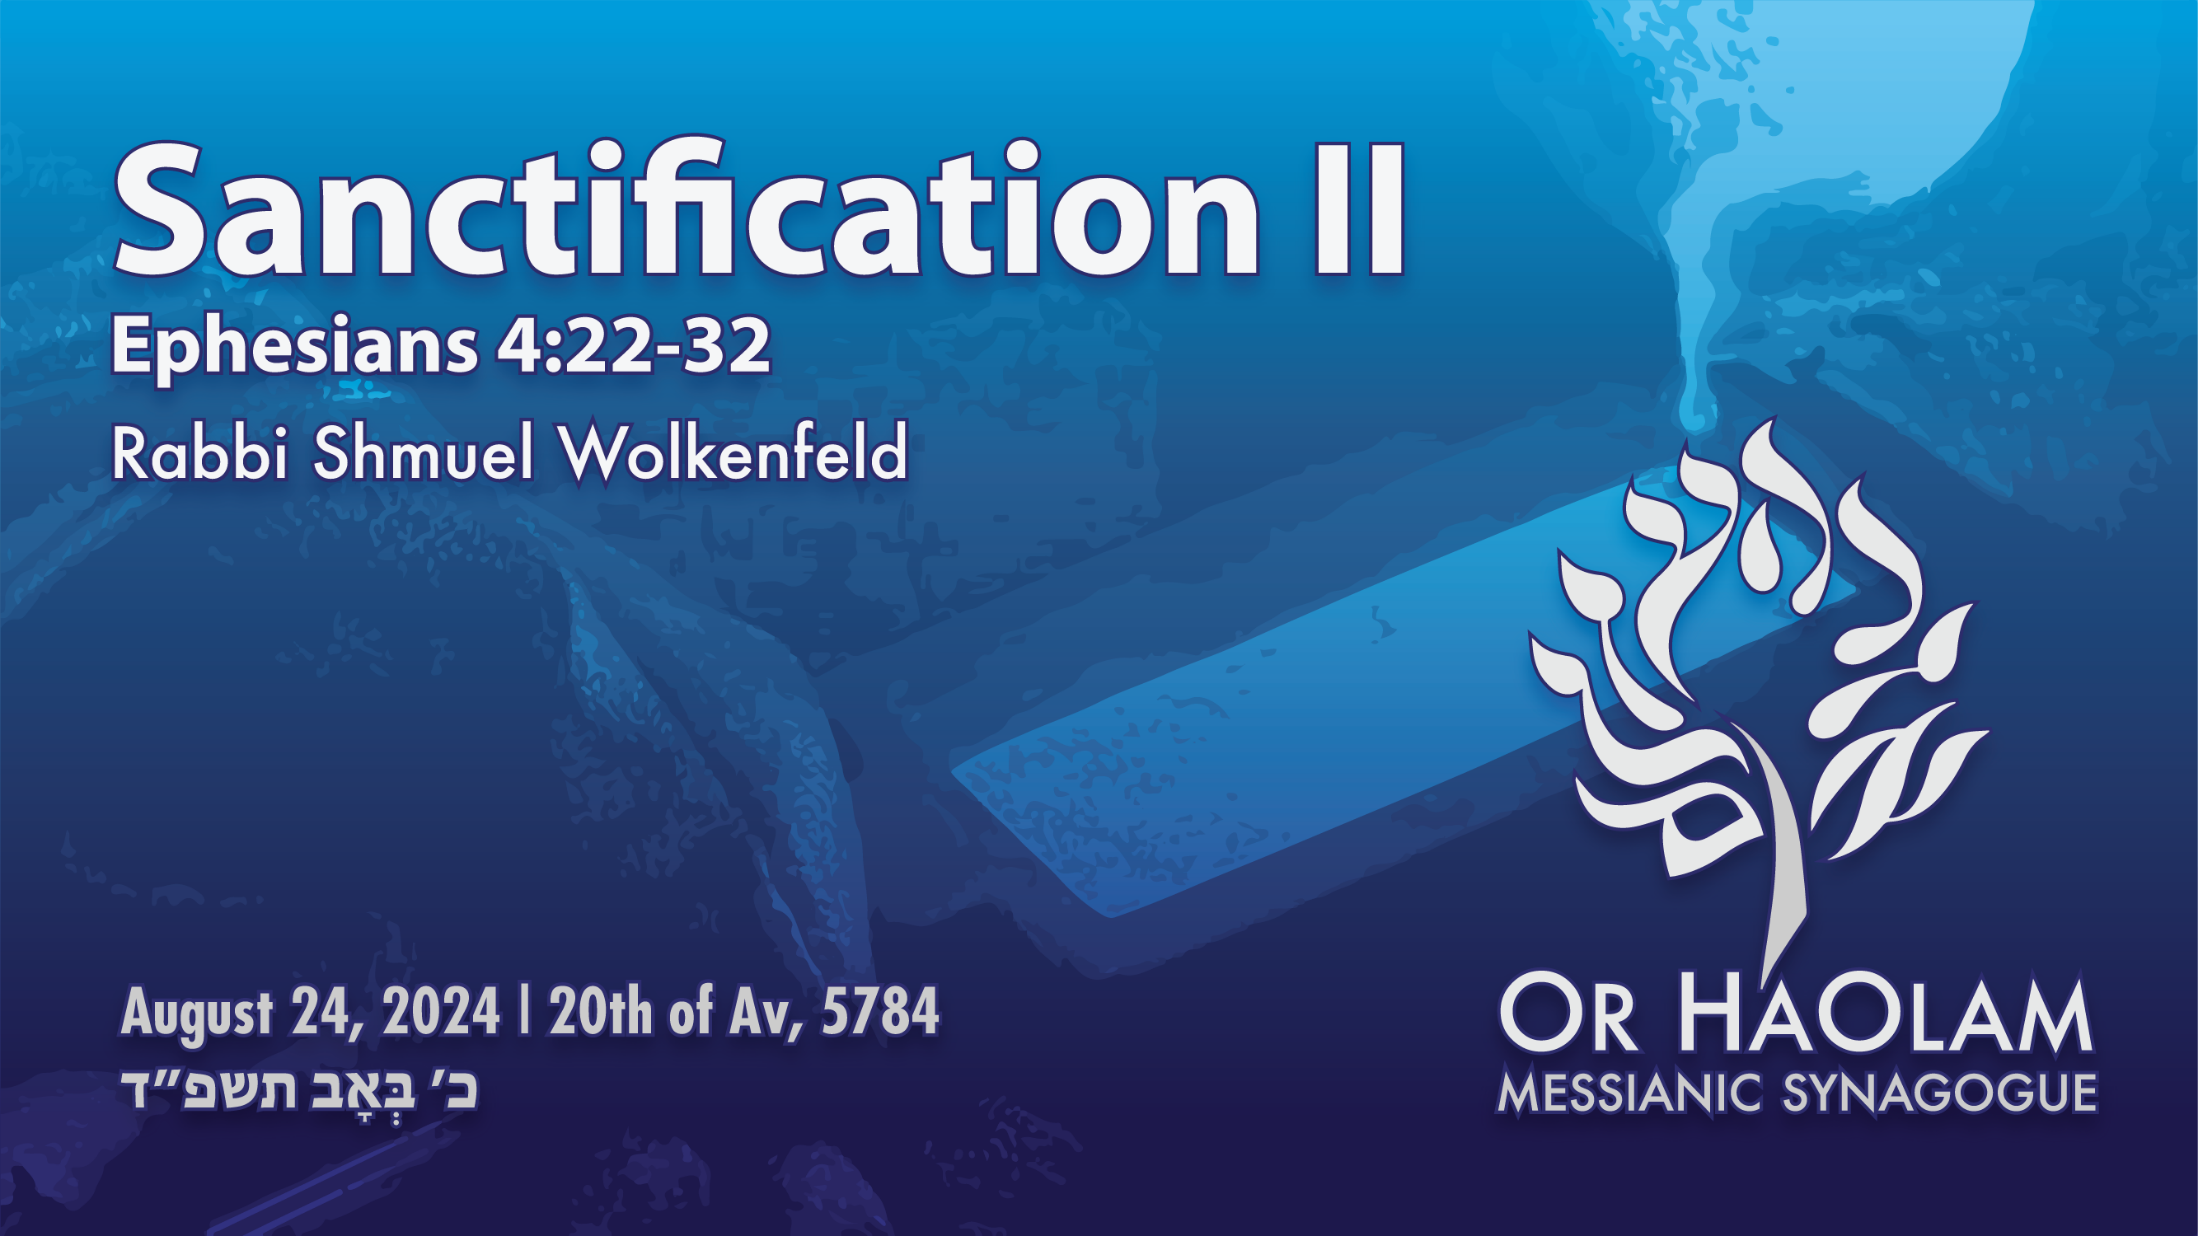 Sanctification II
Ephesians 4:22-32
Rabbi Shmuel Wolkenfeld
August 24, 2024 | 20th of Av, 5784
כ׳ בְּאָב תשפ״ד
OR HAOLAM
MESSIANIC SYNAGOGUE